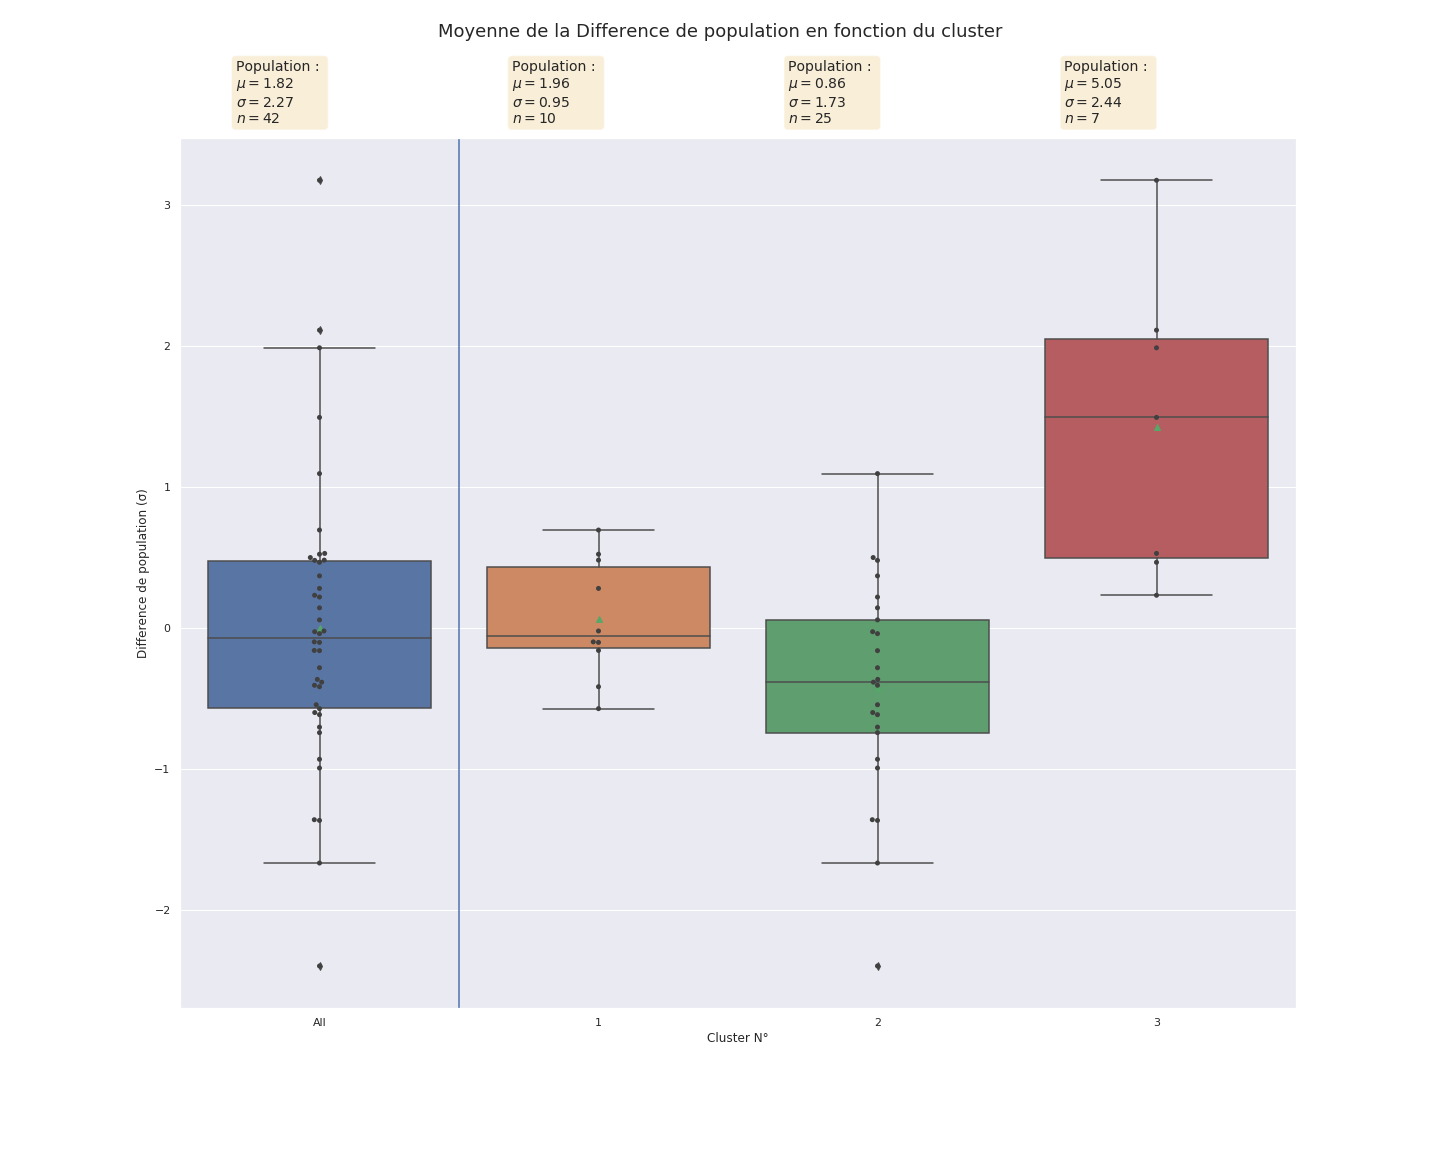 Moyenne de la Difference de population en fonction du cluster
Population :
μ = 1.82
σ = 2.27
n = 42
Population :
μ = 1.96
σ = 0.95
n = 10
Population :
μ = 0.86
σ = 1.73
n = 25
Population :
μ = 5.05
σ = 2.44
n = 7
Difference de population (σ)
3
2
1
0
−1
−2
All
1
2
3
Cluster N°